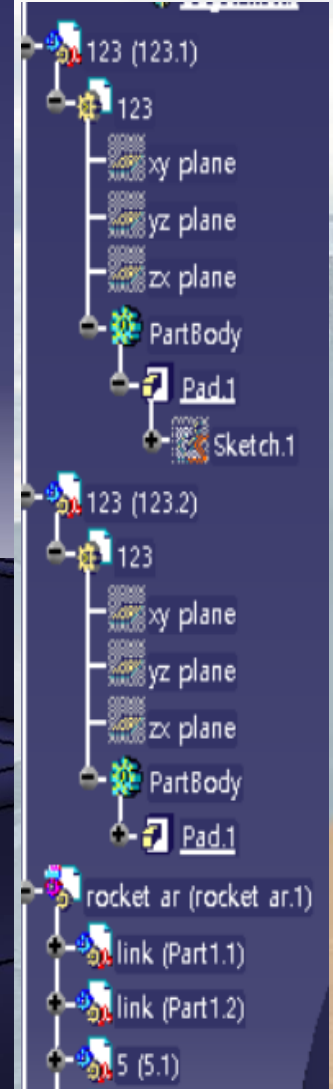 123 (123.1)
123
xy plane
yz plane
zx plane
PartBody
Pad.1
Sketch.1
123 (123.2)
123
xy plane
yz plane
zx plane
PartBody
Pad.1
rocket ar (rocket ar.1)
link (Part1.1)
link (Part1.2)
5 (5.1)